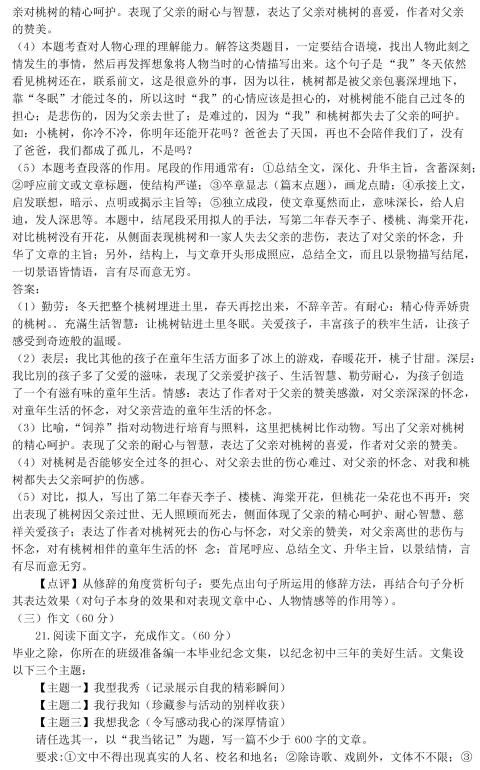 亲对桃树的精心呵护。表现了父亲的耐心与智慧，表达了父亲对桃树的喜爱，作者对父亲
的赞美。
（4）本题考查对人物心理的理解能力。解答这类题目，一定要结合语境，找出人物此刻之
情发生的事情，然后再发挥想象将人物当时的心情描写出来。这个句子是“我”冬天依然
看见桃树还在，联系前文，这是很意外的事，因为以往，桃树都是被父亲包裹深埋地下，
靠“冬眠”才能过冬的，所以这时“我”的心情应该是担心的，对桃树能不能自己过冬的
担心；是悲伤的，因为父亲去世了；是难过的，因为“我”和桃树都失去了父亲的呵护。
如：小桃树，你冷不冷，你明年还能开花吗？爸爸去了天国，再也不会陪伴我们了，没有
了爸爸，我们都成了孤儿，不是吗？
（5）本题考查段落的作用。尾段的作用通常有：①总结全文，深化、升华主旨，含蓄深刻；
②呼应前文或文章标题，使结构严谨；③卒章显志（篇末点题），画龙点睛；④承接上文，
启发联想，暗示、点明或揭示主旨等；⑤独立成段，使文章戛然而止，意味深长，给人启
迪，发人深思等。本题中，结尾段采用拟人的手法，写第二年春天李子、楼桃、海棠开花，
对比桃树没有开花，从侧面表现桃树和一家人失去父亲的悲伤，表达了对父亲的怀念，升
华了文章的主旨；另外，结构上，与文章开头形成照应，总结全文，而且以景物描写结尾，
一切景语皆情语，言有尽而意无穷。
答案：
（1）勤劳：冬天把整个桃树埋进土里，春天再挖出来，不辞辛苦。有耐心：精心侍弄娇贵
的桃树。．充满生活智慧：让桃树钻进土里冬眠。关爱孩子，丰富孩子的秩牢生活，让孩子
感受到奇迹般的温暖。
（2）表层：我比其他的孩子在童年生活方面多了冰上的游戏，春暖花开，桃子甘甜。深层：
我比别的孩子多了父爱的滋味，表现了父亲爱护孩子、生活智慧、勤劳耐心，为孩子创造
了一个有滋有味的童年生活。情感：表达了作者对于父亲的赞美感激，对父亲深深的怀念，
对童年生活的怀念，对父亲营造的童年生活的怀念。
（3）比喻，“饲养”指对动物进行培育与照料，这里把桃树比作动物。写出了父亲对桃树
的精心呵护。表现了父亲的耐心与智慧，表达了父亲对桃树的喜爱，作者对父亲的赞美。
（4）对桃树是否能够安全过冬的担心、对父亲去世的伤心难过、对父亲的怀念、对我和桃
树都失去父亲呵护的伤感。
（5）对比，拟人，写出了第二年春天李子、楼桃、海棠开花，但桃花一朵花也不再开：突
出表现了桃树因父亲过世、无人照顾而死去，侧面体现了父亲的精心呵护、耐心智慧、慈
祥关爱孩子；表达了作者对桃树死去的伤心与怀念，对父亲的赞美，对父亲离世的悲伤与
怀念，对有桃树相伴的童年生活的怀 念；首尾呼应、总结全文、升华主旨，以景结情，言
有尽而意无穷。
【点评】从修辞的角度赏析句子：要先点出句子所运用的修辞方法，再结合句子分析
其表达效果（对句子本身的效果和对表现文章中心、人物情感等的作用等）。
（三）作文（60 分）
21.阅读下面文字，充成作文。（60 分）
毕业之除，你所在的班级准备编一本毕业纪念文集，以纪念初中三年的美好生活。文集设
以下三个主题：
【主题一】我型我秀（记录展示自我的精彩瞬间）
【主题二】我行我知（珍藏参与活动的别样收获）
【主题三】我想我念（令写感动我心的深厚情谊）
请任选其一，以“我当铭记”为题，写一篇不少于 600 字的文章。
要求：①文中不得出现真实的人名、校名和地名；②除诗歌、戏剧外，文体不不限；③